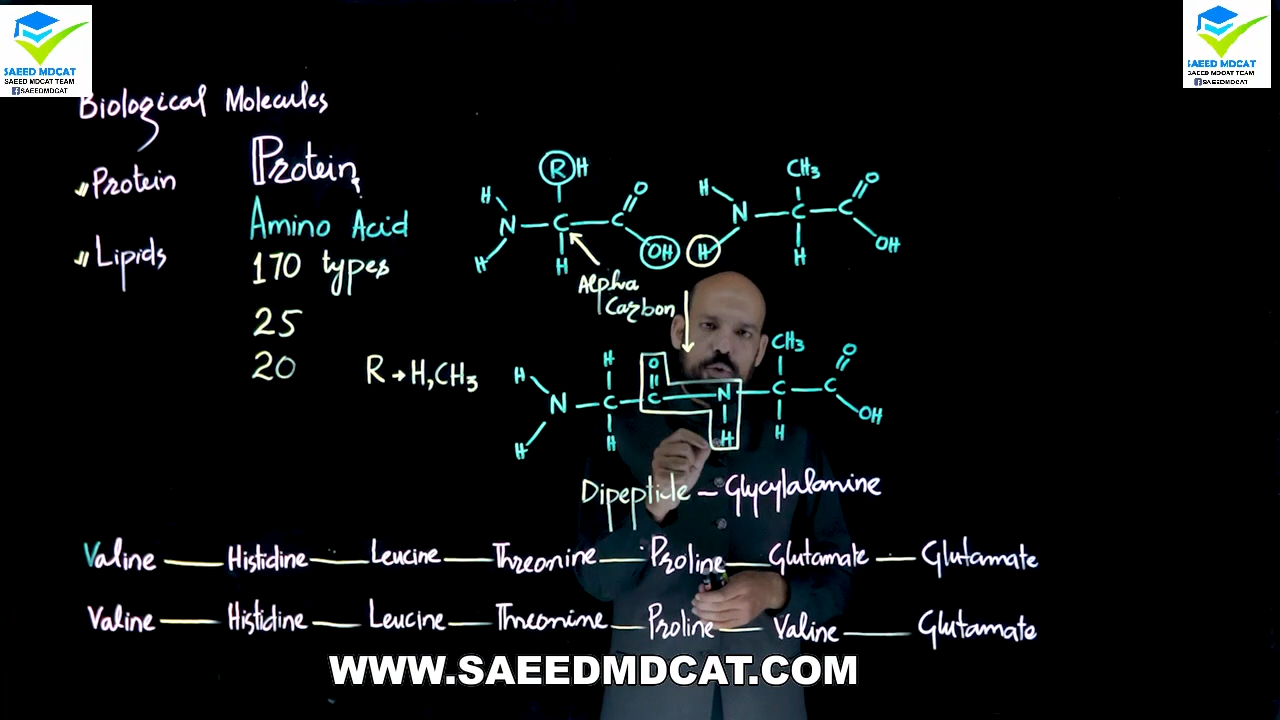 SAEED MDCAT
SAEED MDCAT TEAM
SAEEDMDCAT
SAEED MDCAT
SAEED MDCAT TEAM
SAEEDMDCAT
Biological Molecules
Protein
Lipids
Protein
Amino Acid
170 types
25
20
R → H, CH3
R H
H
N — C — C
O
OH
H
H
Alpha
Carbon
CH3
H
N — C — C
O
OH
H
H
H
H
O
CH3
O
N — C — C — N — C — C
OH
H
H
H
H
Dipeptide – Glycylalanine
Valine — Histidine — Leucine — Threonine — Proline — Glutamate — Glutamate
Valine — Histidine — Leucine — Threonine — Proline — Valine — Glutamate
WWW.SAEEDMDCAT.COM